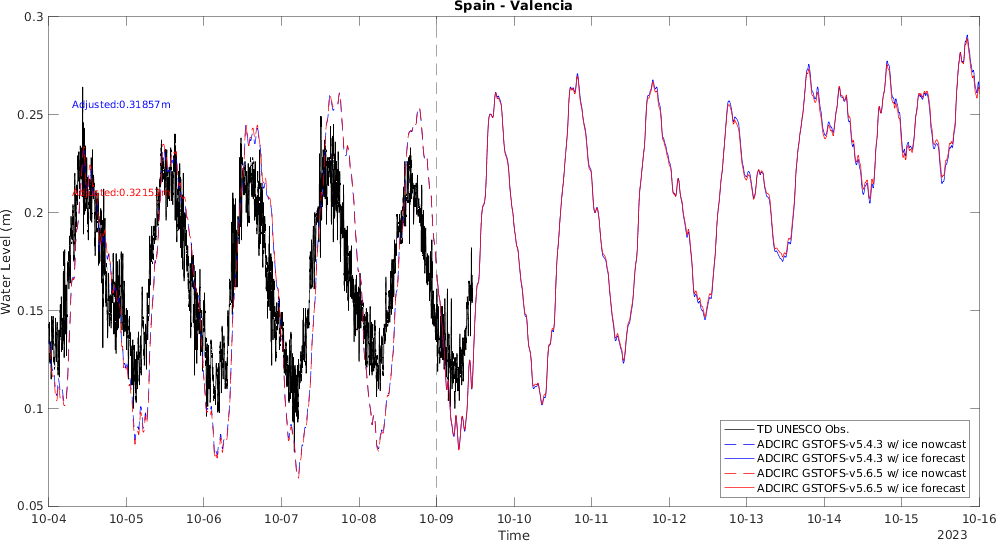 Spain - Valencia
0.3
0.25
0.2
0.15
0.1
0.05
Water Level (m)
Adjusted:0.31857m
TD UNESCO Obs.
ADCIRC GSTOFS-v5.4.3 w/ ice nowcast
ADCIRC GSTOFS-v5.4.3 w/ ice forecast
ADCIRC GSTOFS-v5.6.5 w/ ice nowcast
ADCIRC GSTOFS-v5.6.5 w/ ice forecast
10-04 10-05 10-06 10-07 10-08 10-09 10-10 10-11 10-12 10-13 10-14 10-15 10-16
Time
2023